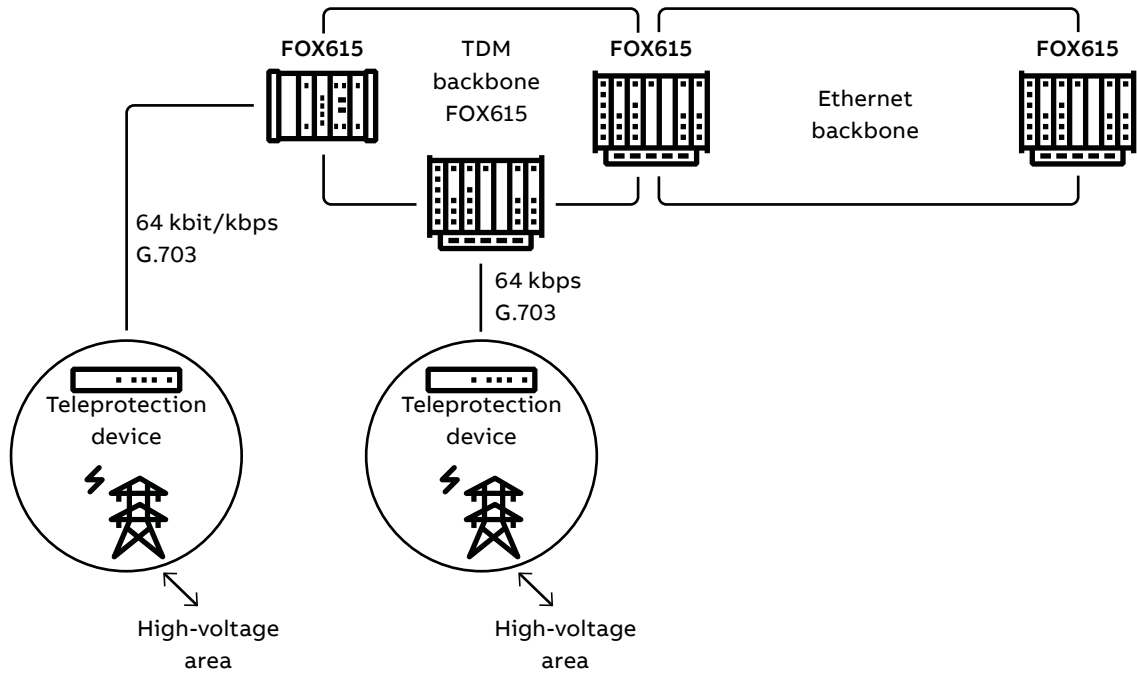 FOX615
TDM
backbone
FOX615
FOX615
Ethernet
backbone
FOX615
64 kbit/kbps
G.703
64 kbps
G.703
Teleprotection
device
Teleprotection
device
High-voltage
area
High-voltage
area